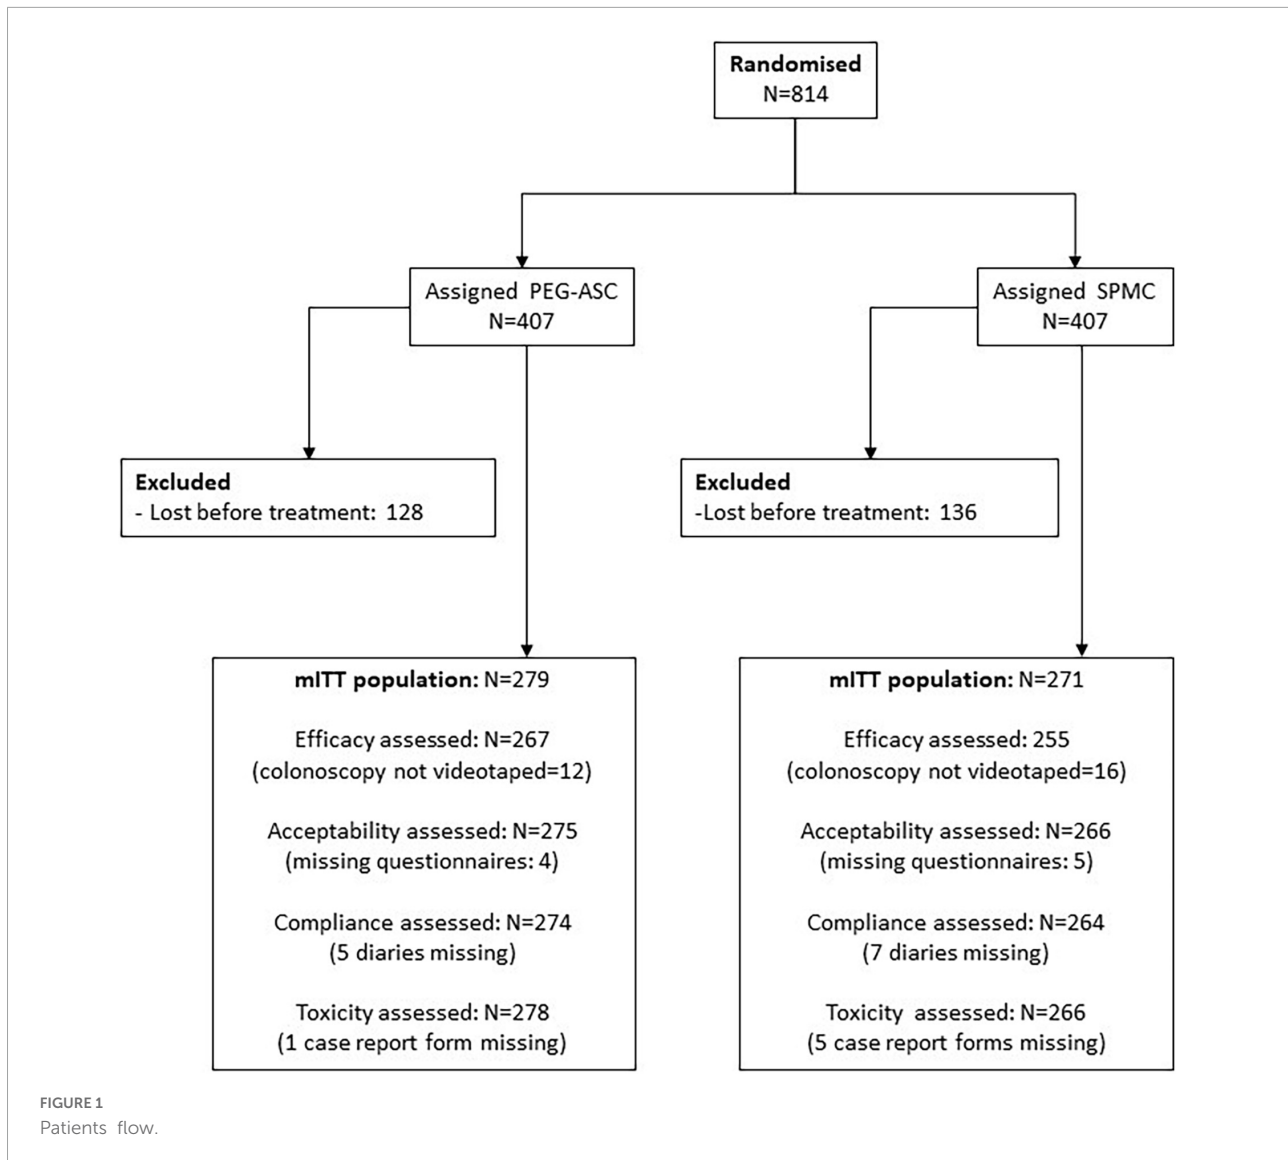 Randomised
N=814
Assigned PEG-ASC
N=407
Assigned SPMC
N=407
Excluded
- Lost before treatment: 128
Excluded
-Lost before treatment: 136
mITT population: N=279
Efficacy assessed: N=267
(colonoscopy not videotaped=12)
Acceptability assessed: N=275
(missing questionnaires: 4)
Compliance assessed: N=274
(5 diaries missing)
Toxicity assessed: N=278
(1 case report form missing)
mITT population: N=271
Efficacy assessed: 255
(colonoscopy not videotaped=16)
Acceptability assessed: N=266
(missing questionnaires: 5)
Compliance assessed: N=264
(7 diaries missing)
Toxicity assessed: N=266
(5 case report forms missing)
FIGURE 1
Patients flow.